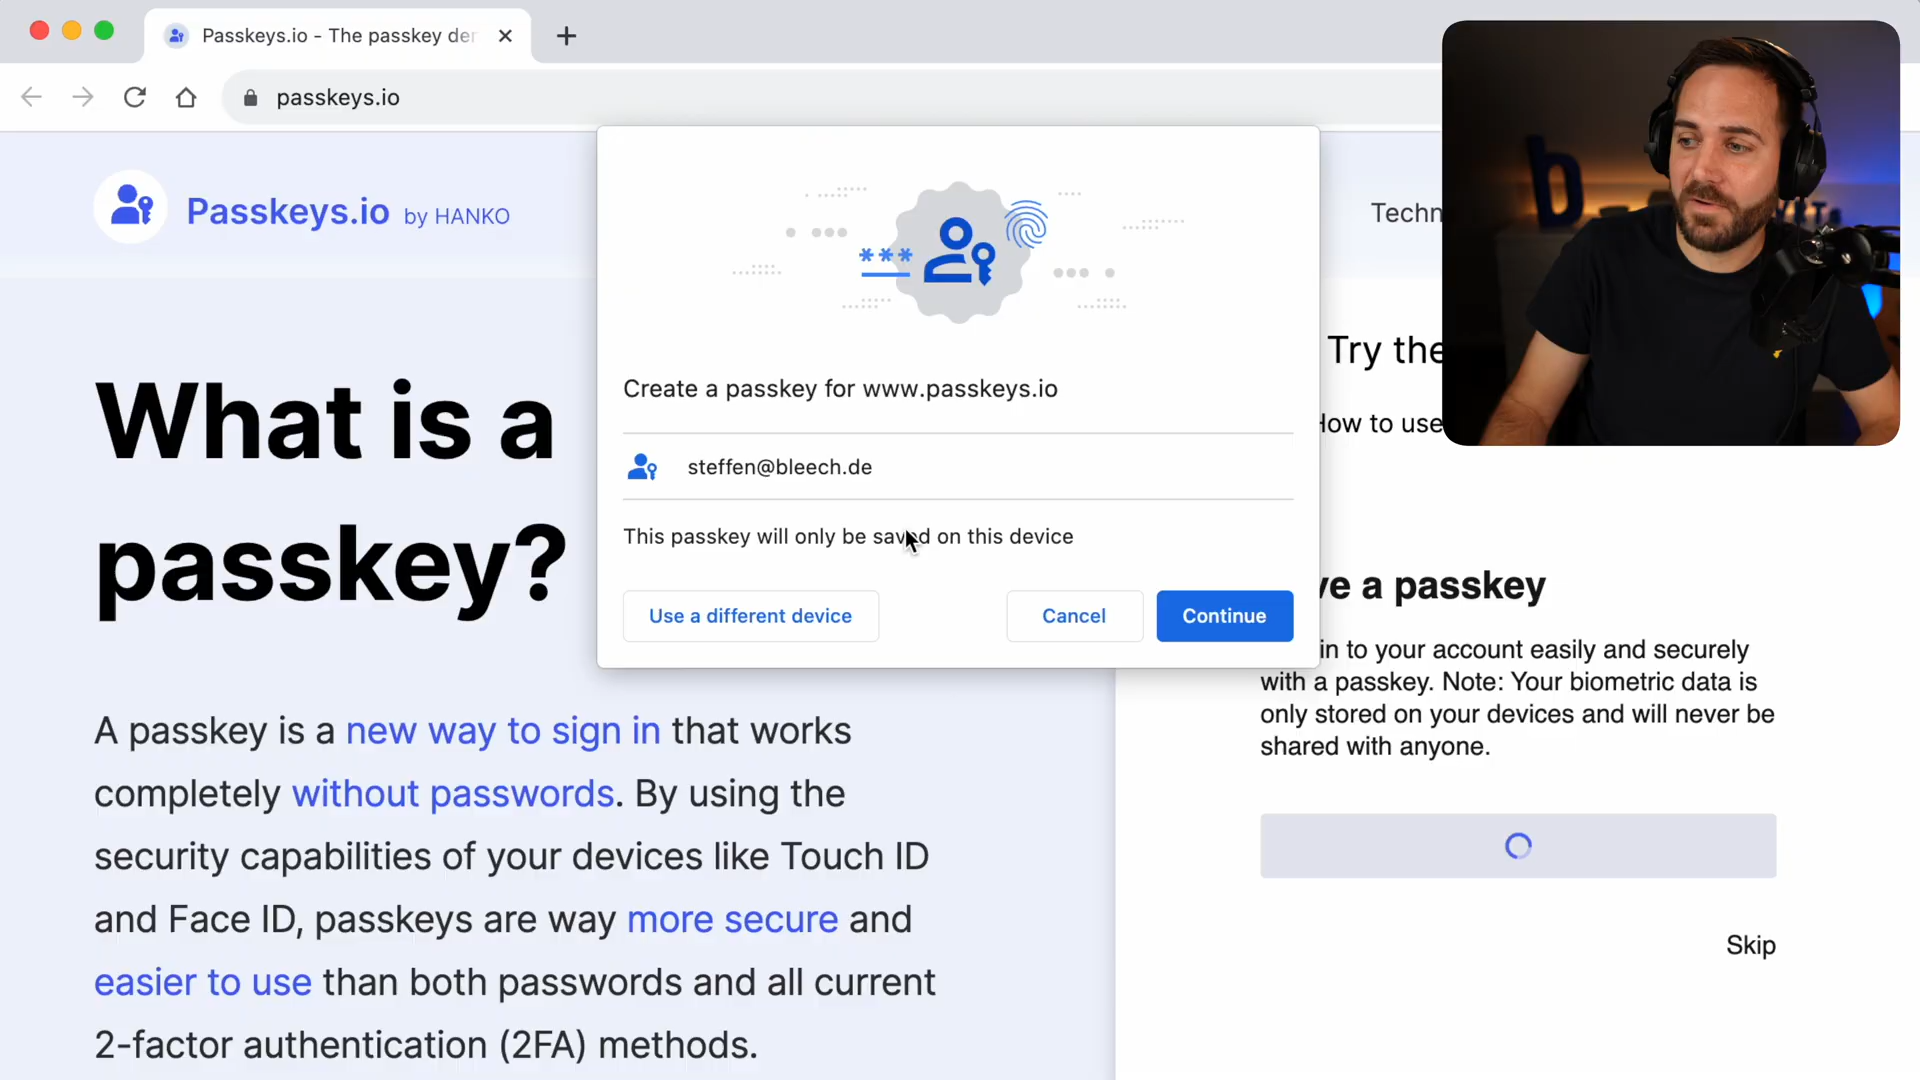 Passkeys.io - The passkey der
passkeys.io
Passkeys.io by HANKO
Techn
What is a
passkey?
A passkey is a new way to sign in that works
completely without passwords. By using the
security capabilities of your devices like Touch ID
and Face ID, passkeys are way more secure and
easier to use than both passwords and all current
2-factor authentication (2FA) methods.
***
Create a passkey for www.passkeys.io
steffen@bleech.de
This passkey will only be saved on this device
Use a different device
Cancel
Continue
Try the
How to use
ve a passkey
in to your account easily and securely
with a passkey. Note: Your biometric data is
only stored on your devices and will never be
shared with anyone.
Skip
b